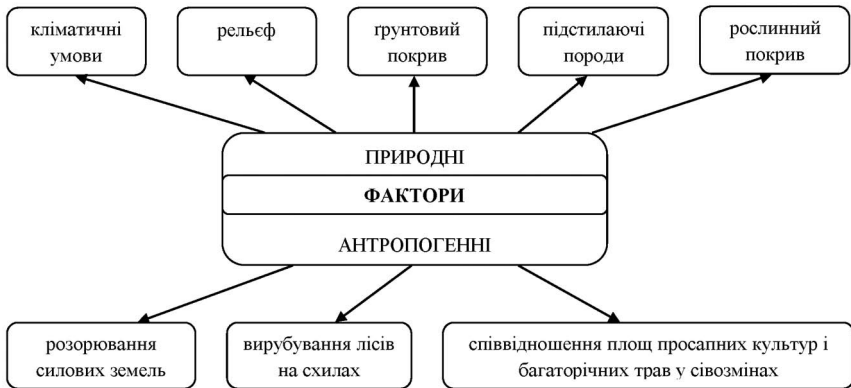 кліматичні
умови
рельєф
ґрунтовий
покрив
підстилаючі
породи
рослинний
покрив
ПРИРОДНІ
ФАКТОРИ
АНТРОПОГЕННІ
розорювання
силових земель
вирубування лісів
на схилах
співвідношення площ просапних культур і
багаторічних трав у сівозмінах